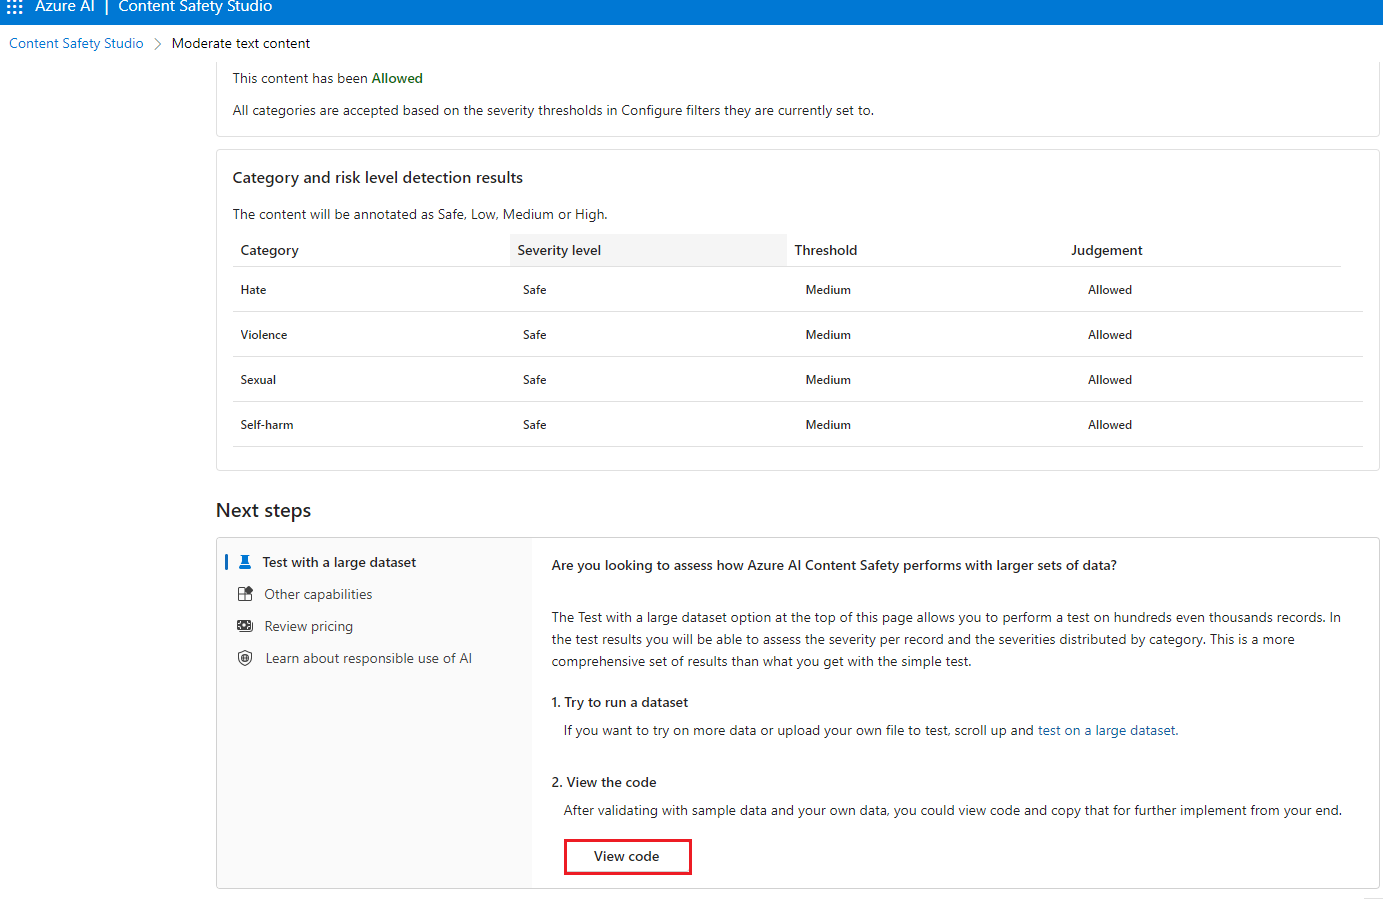 Azure AI | Content Safety Studio
Content Safety Studio > Moderate text content
This content has been Allowed
All categories are accepted based on the severity thresholds in Configure filters they are currently set to.
Category and risk level detection results
The content will be annotated as Safe, Low, Medium or High.
Category Severity level Threshold Judgement
Hate Safe Medium Allowed
Violence Safe Medium Allowed
Sexual Safe Medium Allowed
Self-harm Safe Medium Allowed
Next steps
Test with a large dataset
Other capabilities
Review pricing
Learn about responsible use of AI
Are you looking to assess how Azure AI Content Safety performs with larger sets of data?
The Test with a large dataset option at the top of this page allows you to perform a test on hundreds even thousands records. In
the test results you will be able to assess the severity per record and the severities distributed by category. This is a more
comprehensive set of results than what you get with the simple test.
1. Try to run a dataset
If you want to try on more data or upload your own file to test, scroll up and test on a large dataset.
2. View the code
After validating with sample data and your own data, you could view code and copy that for further implement from your end.
View code